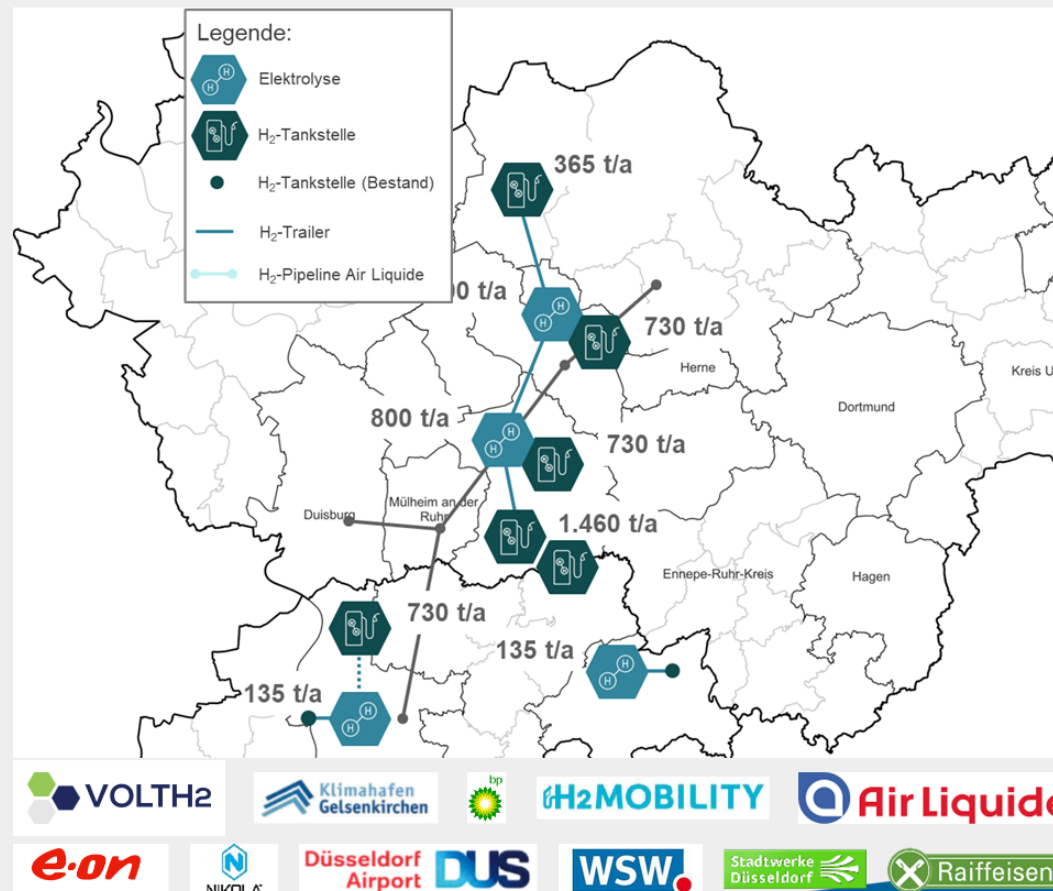 Legende:
Elektrolyse
H₂-Tankstelle
H₂-Tankstelle (Bestand)
H₂-Trailer
H₂-Pipeline Air Liquide
365 t/a
0 t/a
730 t/a
Herne
Kreis U
Dortmund
800 t/a
730 t/a
Mülheim an der
Ruhr
Duisburg
1.460 t/a
Ennepe-Ruhr-Kreis
Hagen
730 t/a
135 t/a
135 t/a
VOLTH2
Klimahafen
Gelsenkirchen
bp
H2MOBILITY
Air Liquide
e·on
NIKOLA
Düsseldorf
Airport
DUS
WSW.
Stadtwerke
Düsseldorf
Raiffeisen